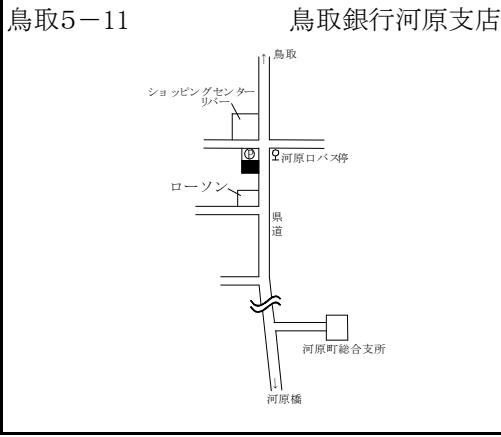 鳥取5－11　鳥取銀行河原支店
↑鳥取
ショッピングセンター
リバー
Ⓟ
河原口バス停
ローソン
県道
河原町総合支所
↓
河原橋